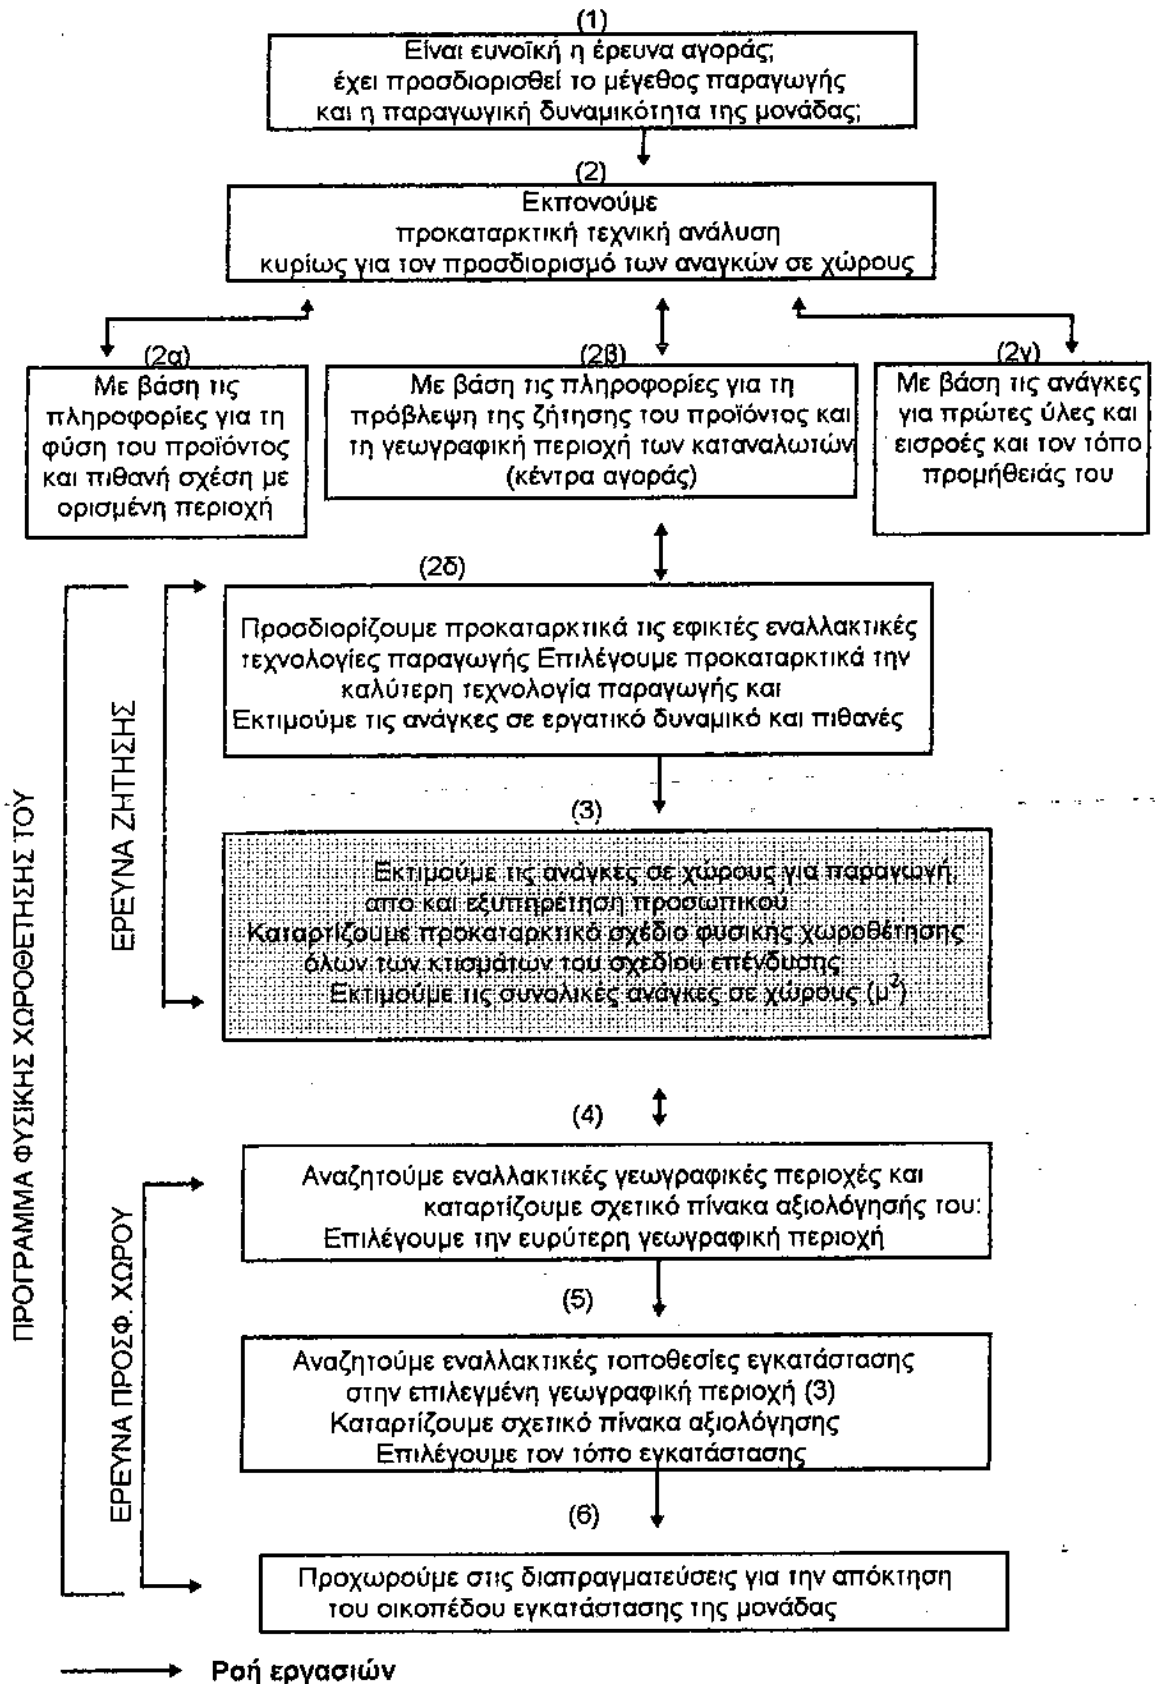 (1)
Είναι ευνοϊκή η έρευνα αγοράς;
έχει προσδιορισθεί το μέγεθος παραγωγής
και η παραγωγική δυναμικότητα της μονάδας;
(2)
Εκπονούμε
προκαταρκτική τεχνική ανάλυση
κυρίως για τον προσδιορισμό των αναγκών σε χώρους
(2α)
Με βάση τις
πληροφορίες για τη
φύση του προϊόντος
και πιθανή σχέση με
ορισμένη περιοχή
(2β)
Με βάση τις πληροφορίες για τη
πρόβλεψη της ζήτησης του προϊόντος και
τη γεωγραφική περιοχή των καταναλωτών
(κέντρα αγοράς)
(2γ)
Με βάση τις ανάγκες
για πρώτες ύλες και
εισροές και τον τόπο
προμήθειάς του
(2δ)
Προσδιορίζουμε προκαταρκτικά τις εφικτές εναλλακτικές
τεχνολογίες παραγωγής Επιλέγουμε προκαταρκτικά την
καλύτερη τεχνολογία παραγωγής και
Εκτιμούμε τις ανάγκες σε εργατικό δυναμικό και πιθανές
(3)
Εκτιμούμε τις ανάγκες σε χώρους για παραγωγή,
απο και εξυπηρέτηση προσωπικού
Καταρτίζουμε προκαταρκτικό σχέδιο φυσικής χωροθέτησης
όλων των κτισμάτων του σχεδίου επένδυσης
Εκτιμούμε τις συνολικές ανάγκες σε χώρους (μ²)
(4)
Αναζητούμε εναλλακτικές γεωγραφικές περιοχές και
καταρτίζουμε σχετικό πίνακα αξιολόγησής του:
Επιλέγουμε την ευρύτερη γεωγραφική περιοχή
(5)
Αναζητούμε εναλλακτικές τοποθεσίες εγκατάστασης
στην επιλεγμένη γεωγραφική περιοχή (3)
Καταρτίζουμε σχετικό πίνακα αξιολόγησης
Επιλέγουμε τον τόπο εγκατάστασης
(6)
Προχωρούμε στις διαπραγματεύσεις για την απόκτηση
του οικοπέδου εγκατάστασης της μονάδας
ΠΡΟΓΡΑΜΜΑ ΦΥΣΙΚΗΣ ΧΩΡΟΘΕΤΗΣΗΣ ΤΟΥ
ΕΡΕΥΝΑ ΖΗΤΗΣΗΣ
ΕΡΕΥΝΑ ΠΡΟΣΦ. ΧΩΡΟΥ
Ροή εργασιών